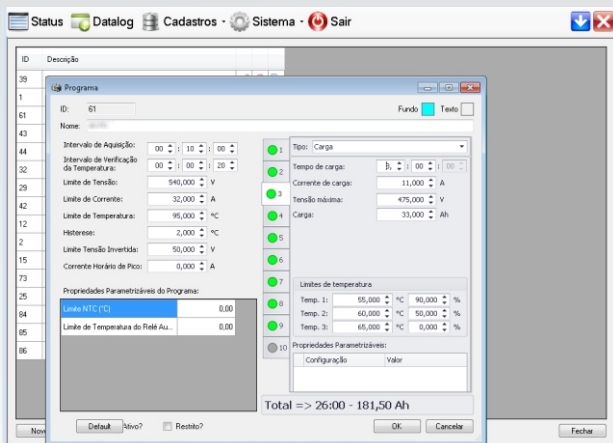 Status Datalog Cadastros - Sistema - Sair
ID Descrição
39
1
61
43
44
32
29
42
12
2
15
73
25
84
85
86
Programa
ID: 61 Fundo Texto
Nome:
Intervalo de Aquisição: 00 : 10 : 00
Intervalo de Verificação
da Temperatura: 00 : 00 : 20
Limite de Tensão: 540,000 V
Limite de Corrente: 32,000 A
Limite de Temperatura: 95,000 ºC
Histerese: 2,000 ºC
Limite Tensão Invertida: 50,000 V
Corrente Horário de Pico: 0,000 A
Propriedades Parametrizáveis do Programa:
Limite NTC (°C) 0,00
Limite de Temperatura do Relé Au... 0,00
1
2
3
4
5
6
7
8
9
10
Tipo: Carga
Tempo de carga: : 00 : 00
Corrente de carga: 11,000 A
Tensão máxima: 475,000 V
Carga: 33,000 Ah
Limites de temperatura
Temp. 1: 55,000 ºC 90,000 %
Temp. 2: 60,000 ºC 50,000 %
Temp. 3: 65,000 ºC 0,000 %
Propriedades Parametrizáveis:
Configuração Valor
Total => 26:00 - 181,50 Ah
Default Restrito? OK Cancelar
Fechar